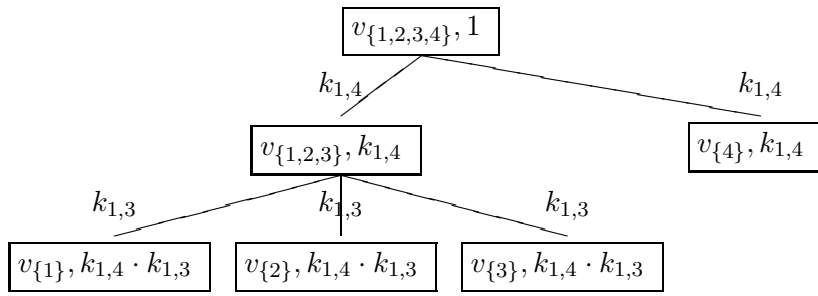 v_{\{1,2,3,4\}}, 1
k_{1,4} k_{1,4}
v_{\{1,2,3\}}, k_{1,4} v_{\{4\}}, k_{1,4}
k_{1,3} k_{1,3} k_{1,3}
v_{\{1\}}, k_{1,4} · k_{1,3} v_{\{2\}}, k_{1,4} · k_{1,3} v_{\{3\}}, k_{1,4} · k_{1,3}